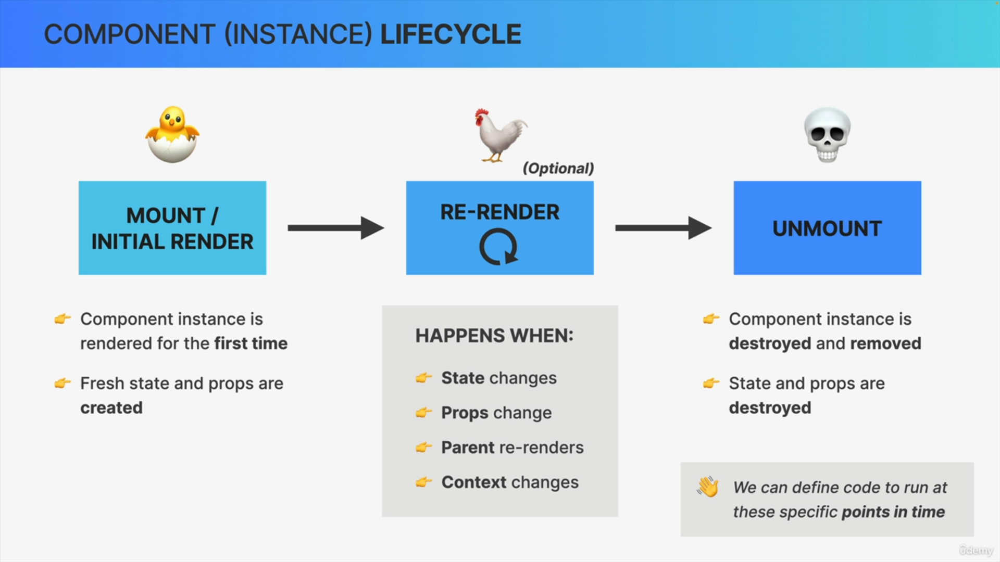 COMPONENT (INSTANCE) LIFECYCLE
MOUNT /
INITIAL RENDER
Component instance is
rendered for the first time
Fresh state and props are
created
(Optional)
RE-RENDER
HAPPENS WHEN:
State changes
Props change
Parent re-renders
Context changes
UNMOUNT
Component instance is
destroyed and removed
State and props are
destroyed
We can define code to run at
these specific points in time
ûdemy